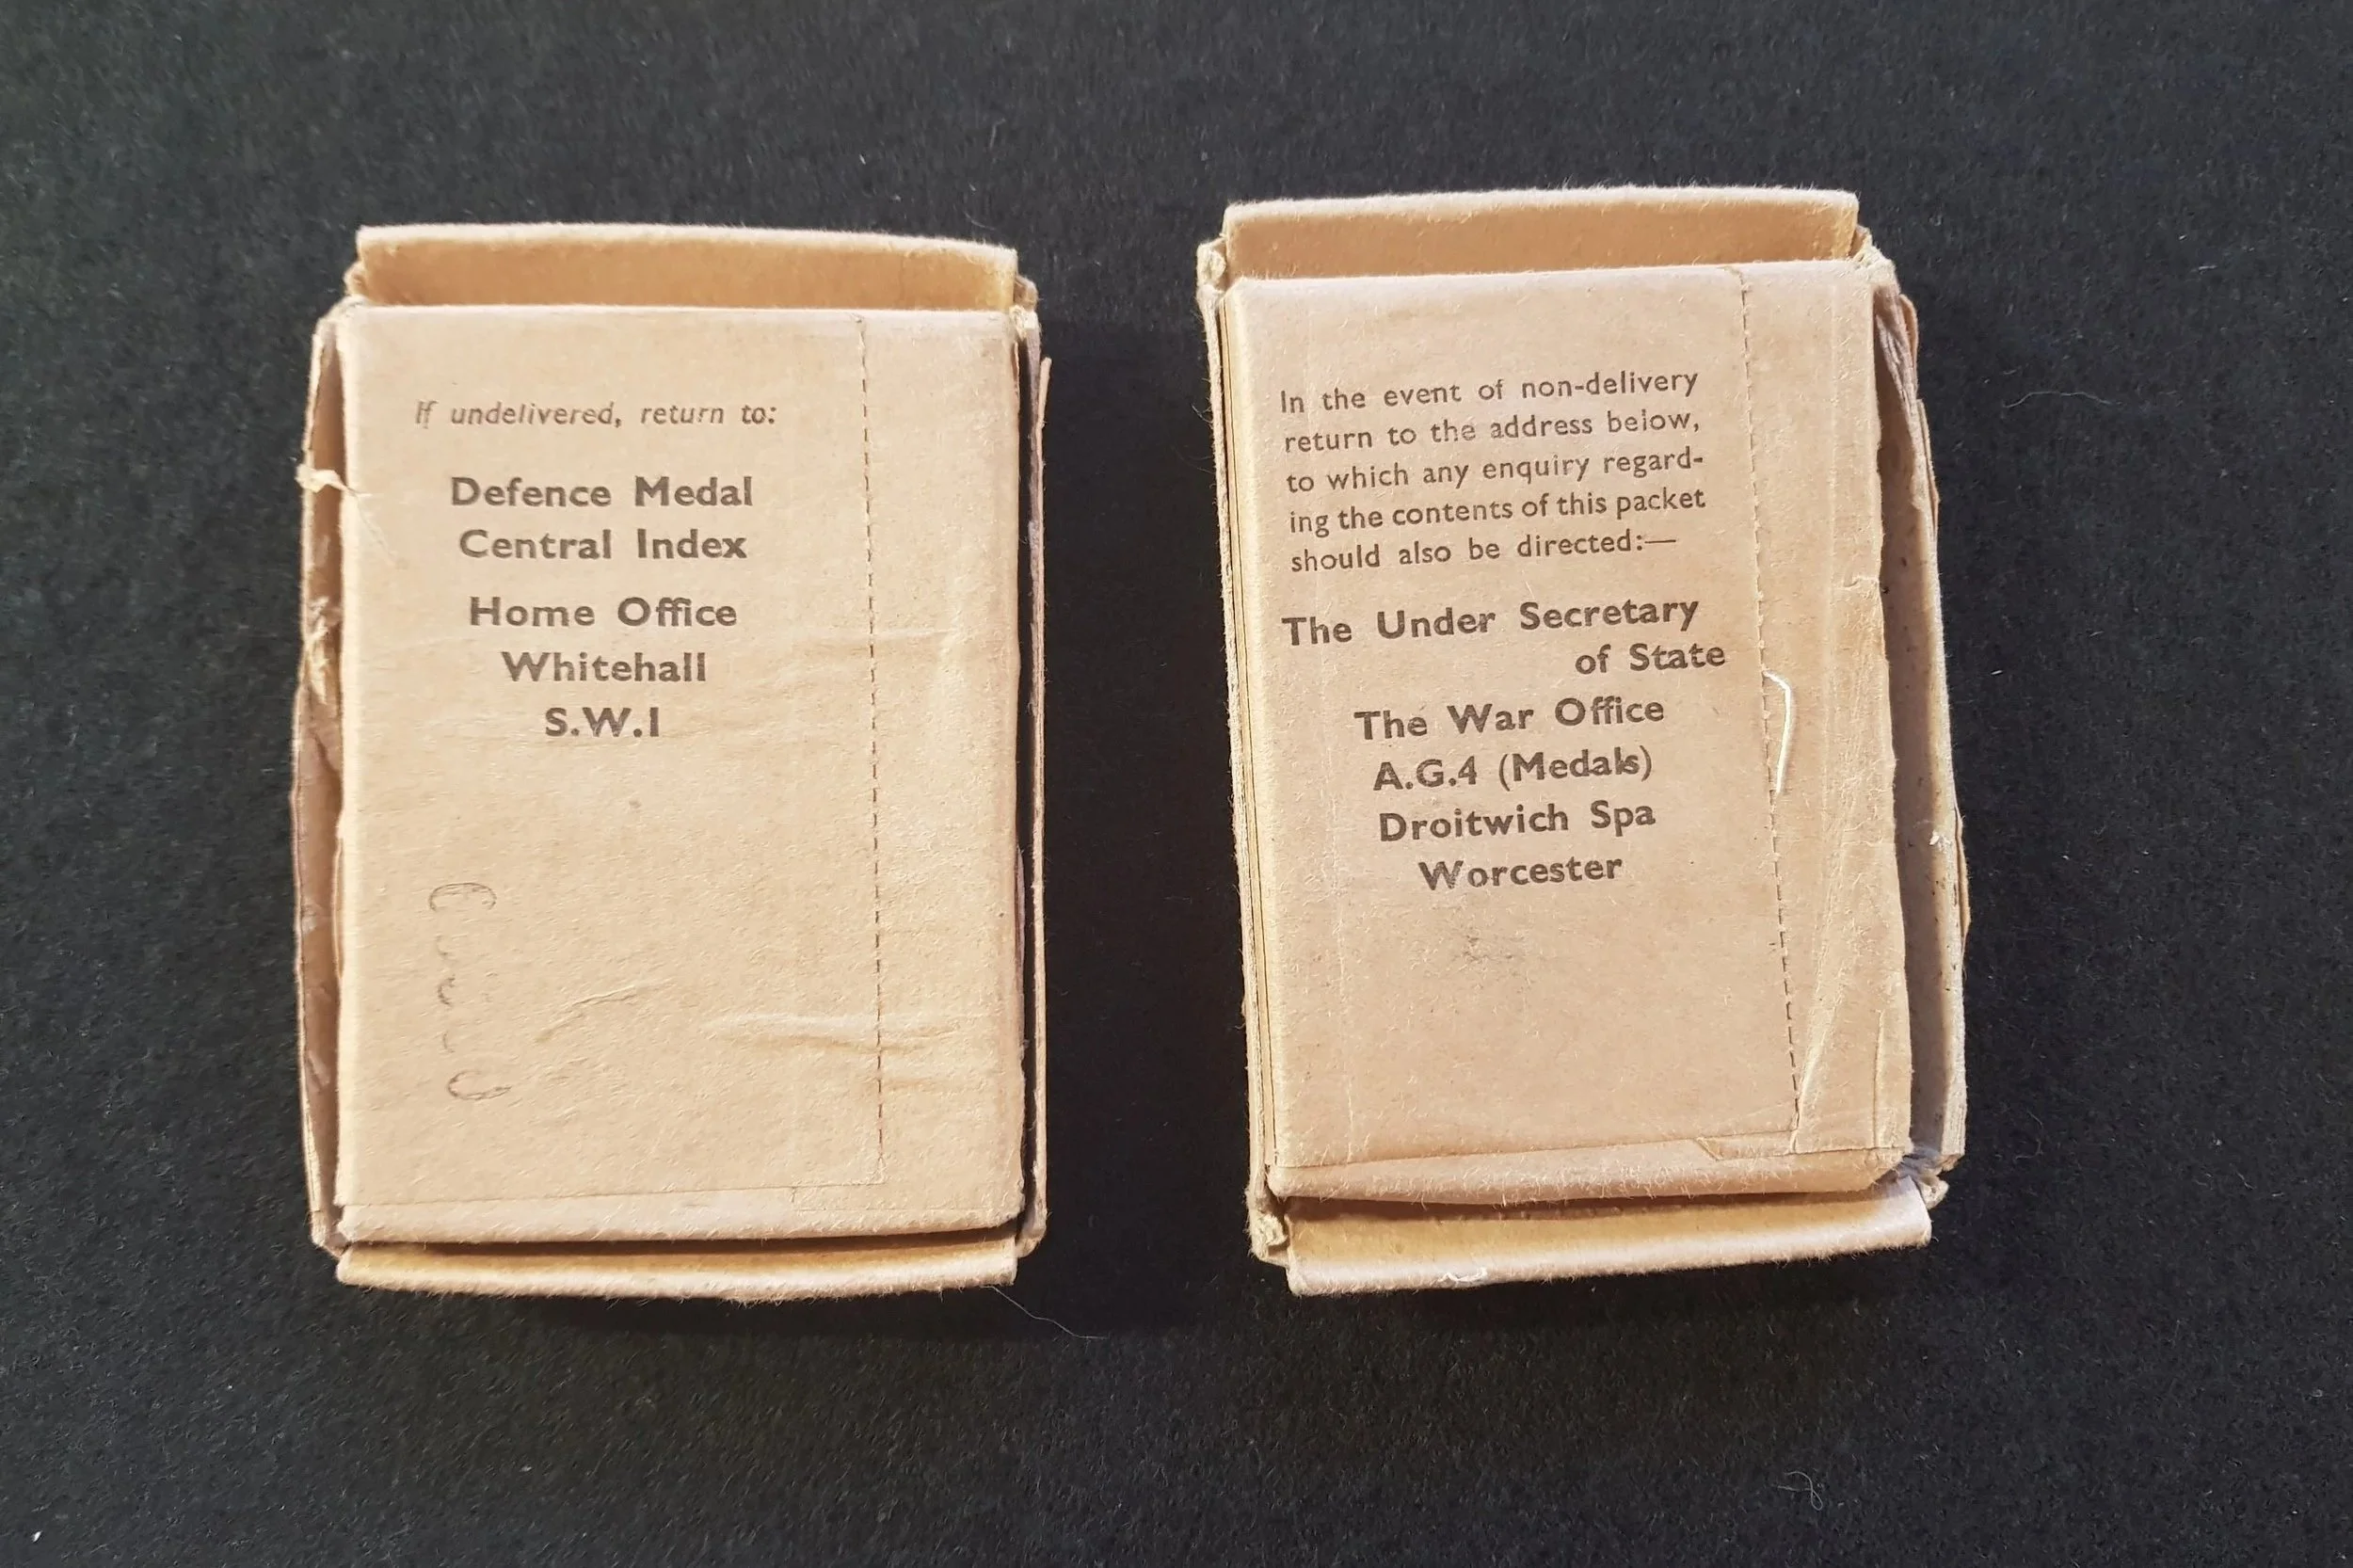 If undelivered, return to:
Defence Medal
Central Index
Home Office
Whitehall
S.W.1
In the event of non-delivery
return to the address below,
to which any enquiry regard-
ing the contents of this packet
should also be directed:—
The Under Secretary
of State
The War Office
A.G.4 (Medals)
Droitwich Spa
Worcester